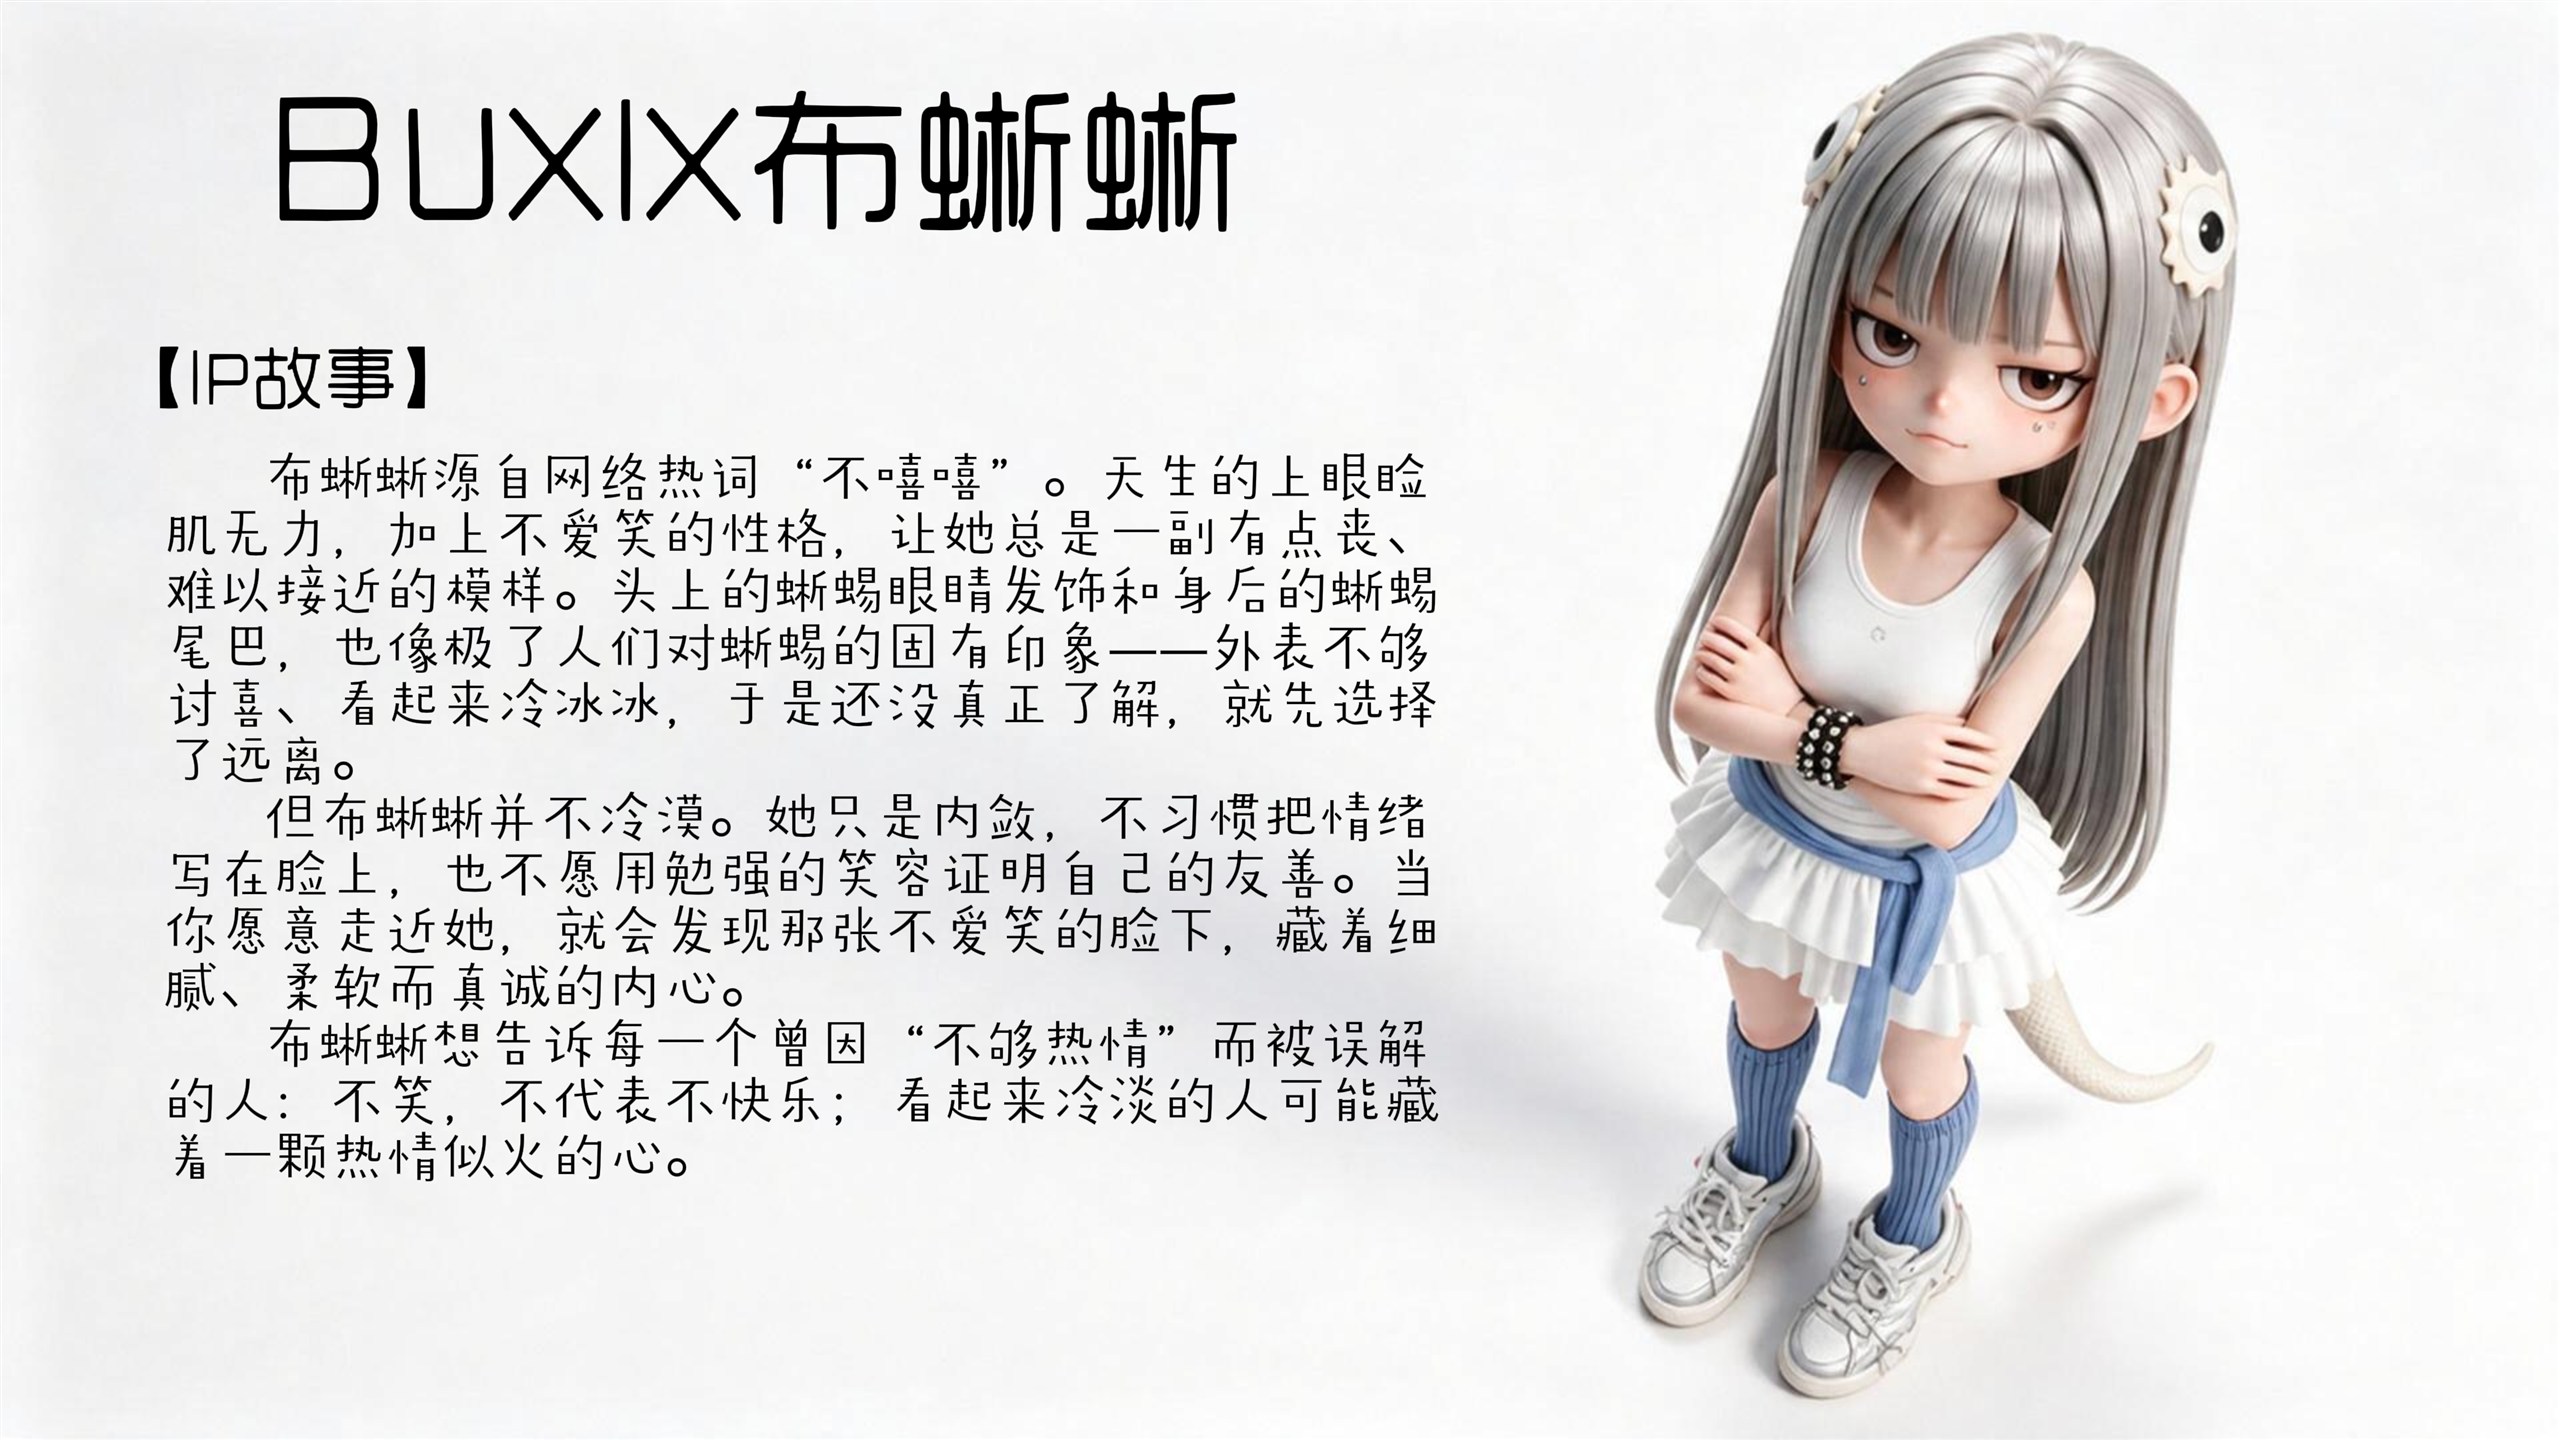 BUXIX布蜥蜥
【IP故事】
布蜥蜥源自网络热词“不嘻嘻”。天生的上眼睑
肌无力，加上不爱笑的性格，让她总是一副有点丧、
难以接近的模样。头上的蜥蜴眼睛发饰和身后的蜥蜴
尾巴，也像极了人们对蜥蜴的固有印象——外表不够
讨喜、看起来冷冰冰，于是还没真正了解，就先选择
了远离。
但布蜥蜥并不冷漠。她只是内敛，不习惯把情绪
写在脸上，也不愿用勉强的笑容证明自己的友善。当
你愿意走近她，就会发现那张不爱笑的脸下，藏着细
腻、柔软而真诚的内心。
布蜥蜥想告诉每一个曾因“不够热情”而被误解
的人：不笑，不代表不快乐；看起来冷淡的人可能藏
着一颗热情似火的心。